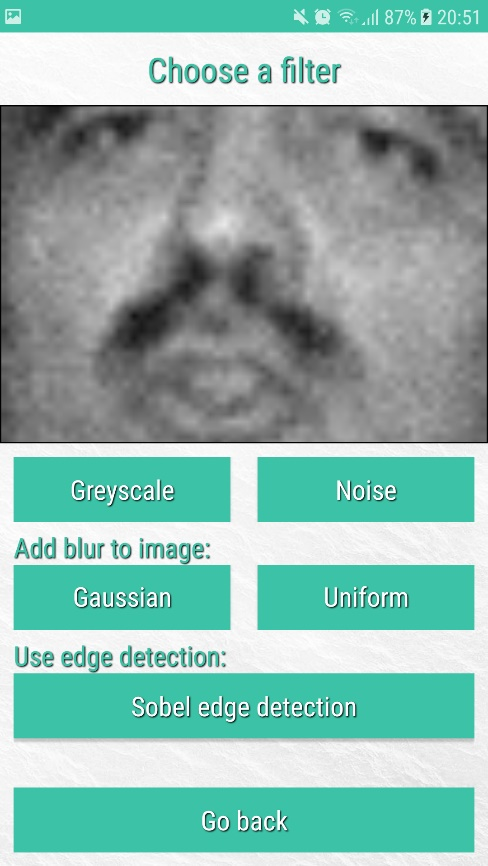 87% 20:51
Choose a filter
Greyscale Noise
Add blur to image:
Gaussian Uniform
Use edge detection:
Sobel edge detection
Go back